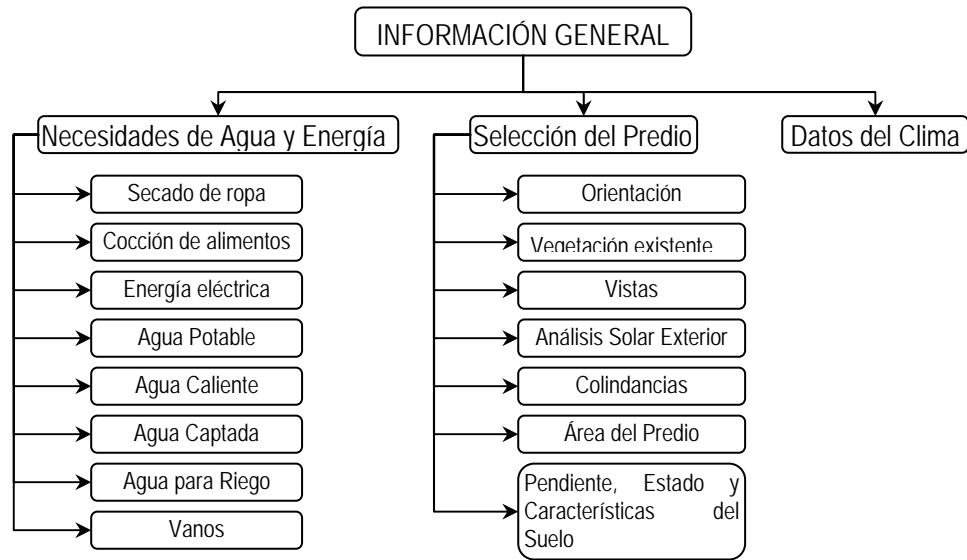 INFORMACIÓN GENERAL
Necesidades de Agua y Energía
Secado de ropa
Cocción de alimentos
Energía eléctrica
Agua Potable
Agua Caliente
Agua Captada
Agua para Riego
Vanos
Selección del Predio
Orientación
Vegetación existente
Vistas
Análisis Solar Exterior
Colindancias
Área del Predio
Pendiente, Estado y
Características del
Suelo
Datos del Clima